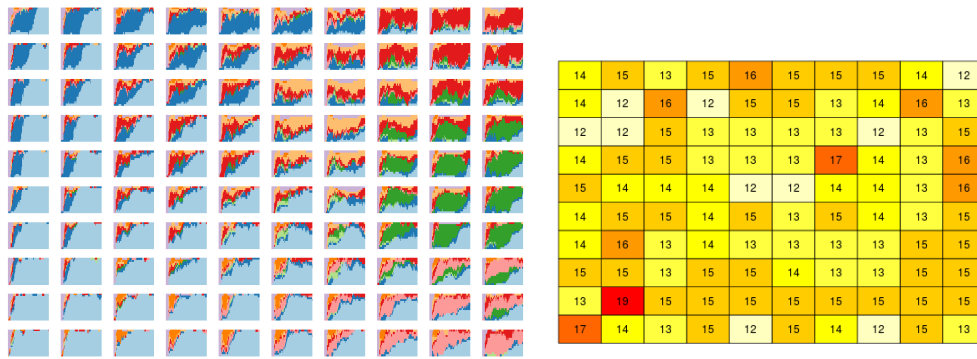 14 15 13 15 16 15 15 15 14 12
14 12 16 12 15 15 13 14 16 13
12 12 15 13 13 13 13 12 13 15
14 15 15 13 13 13 17 14 13 16
15 14 14 14 12 12 14 14 13 16
14 15 15 14 13 15 14 13 13 15
14 16 13 14 13 13 13 13 15 15
15 15 13 15 15 14 13 13 15 15
13 19 15 15 15 15 15 15 15 15
17 14 13 15 12 15 14 12 15 13